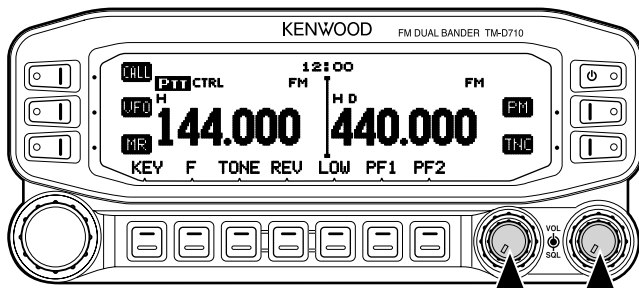 KENWOOD FM DUAL BANDER TM-D710
12:00
CALL PTT CTRL FM FM
VFO H H D PM
144.000 440.000
MR TNC
KEY F TONE REV LOW PF1 PF2
VOL
SQL